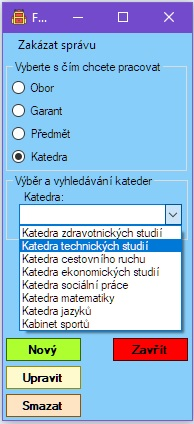 F...
Zakázat správu
Vyberte s čím chcete pracovat
Obor
Garant
Předmět
Katedra
Výběr a vyhledávání kateder
Katedra:
Katedra zdravotnických studií
Katedra technických studií
Katedra cestovního ruchu
Katedra ekonomických studií
Katedra sociální práce
Katedra matematiky
Katedra jazyků
Kabinet sportů
Nový
Zavřít
Upravit
Smazat